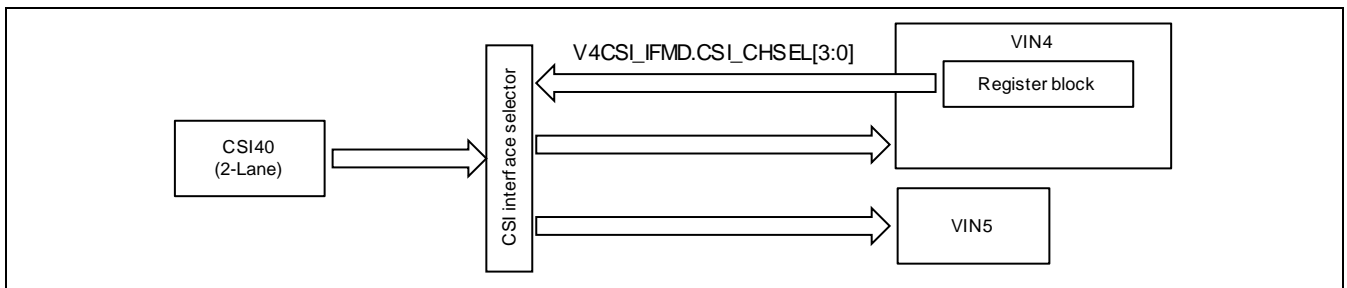 VIN4
V4CSI_IFMD.CSI_CHSEL[3:0]
Register block
CSI40
(2-Lane)
CSI interface selector
VIN5